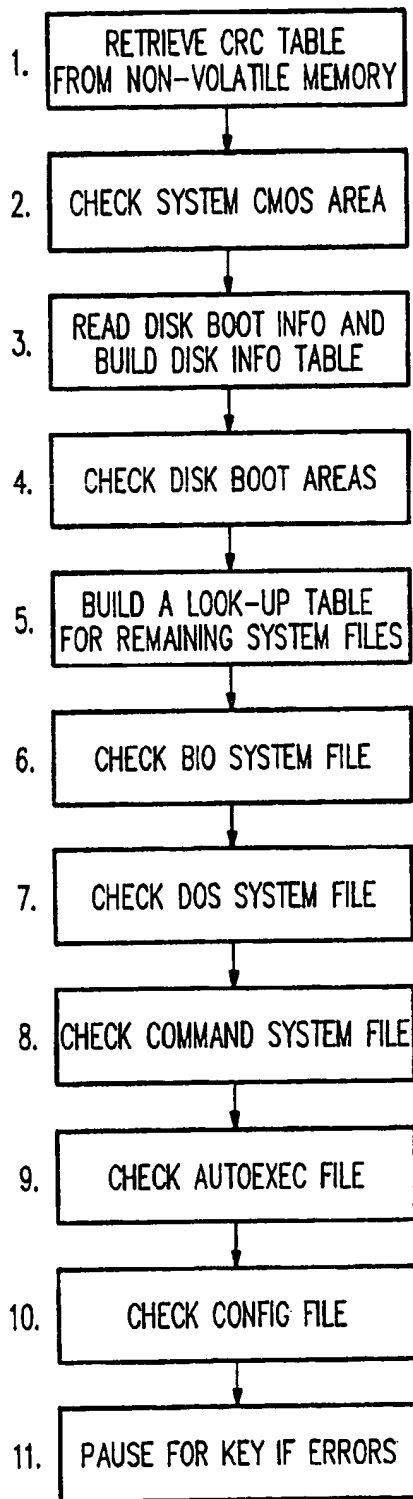 1.
RETRIEVE CRC TABLE
FROM NON-VOLATILE MEMORY
2.
CHECK SYSTEM CMOS AREA
3.
READ DISK BOOT INFO AND
BUILD DISK INFO TABLE
4.
CHECK DISK BOOT AREAS
5.
BUILD A LOOK-UP TABLE
FOR REMAINING SYSTEM FILES
6.
CHECK BIO SYSTEM FILE
7.
CHECK DOS SYSTEM FILE
8.
CHECK COMMAND SYSTEM FILE
9.
CHECK AUTOEXEC FILE
10.
CHECK CONFIG FILE
11.
PAUSE FOR KEY IF ERRORS